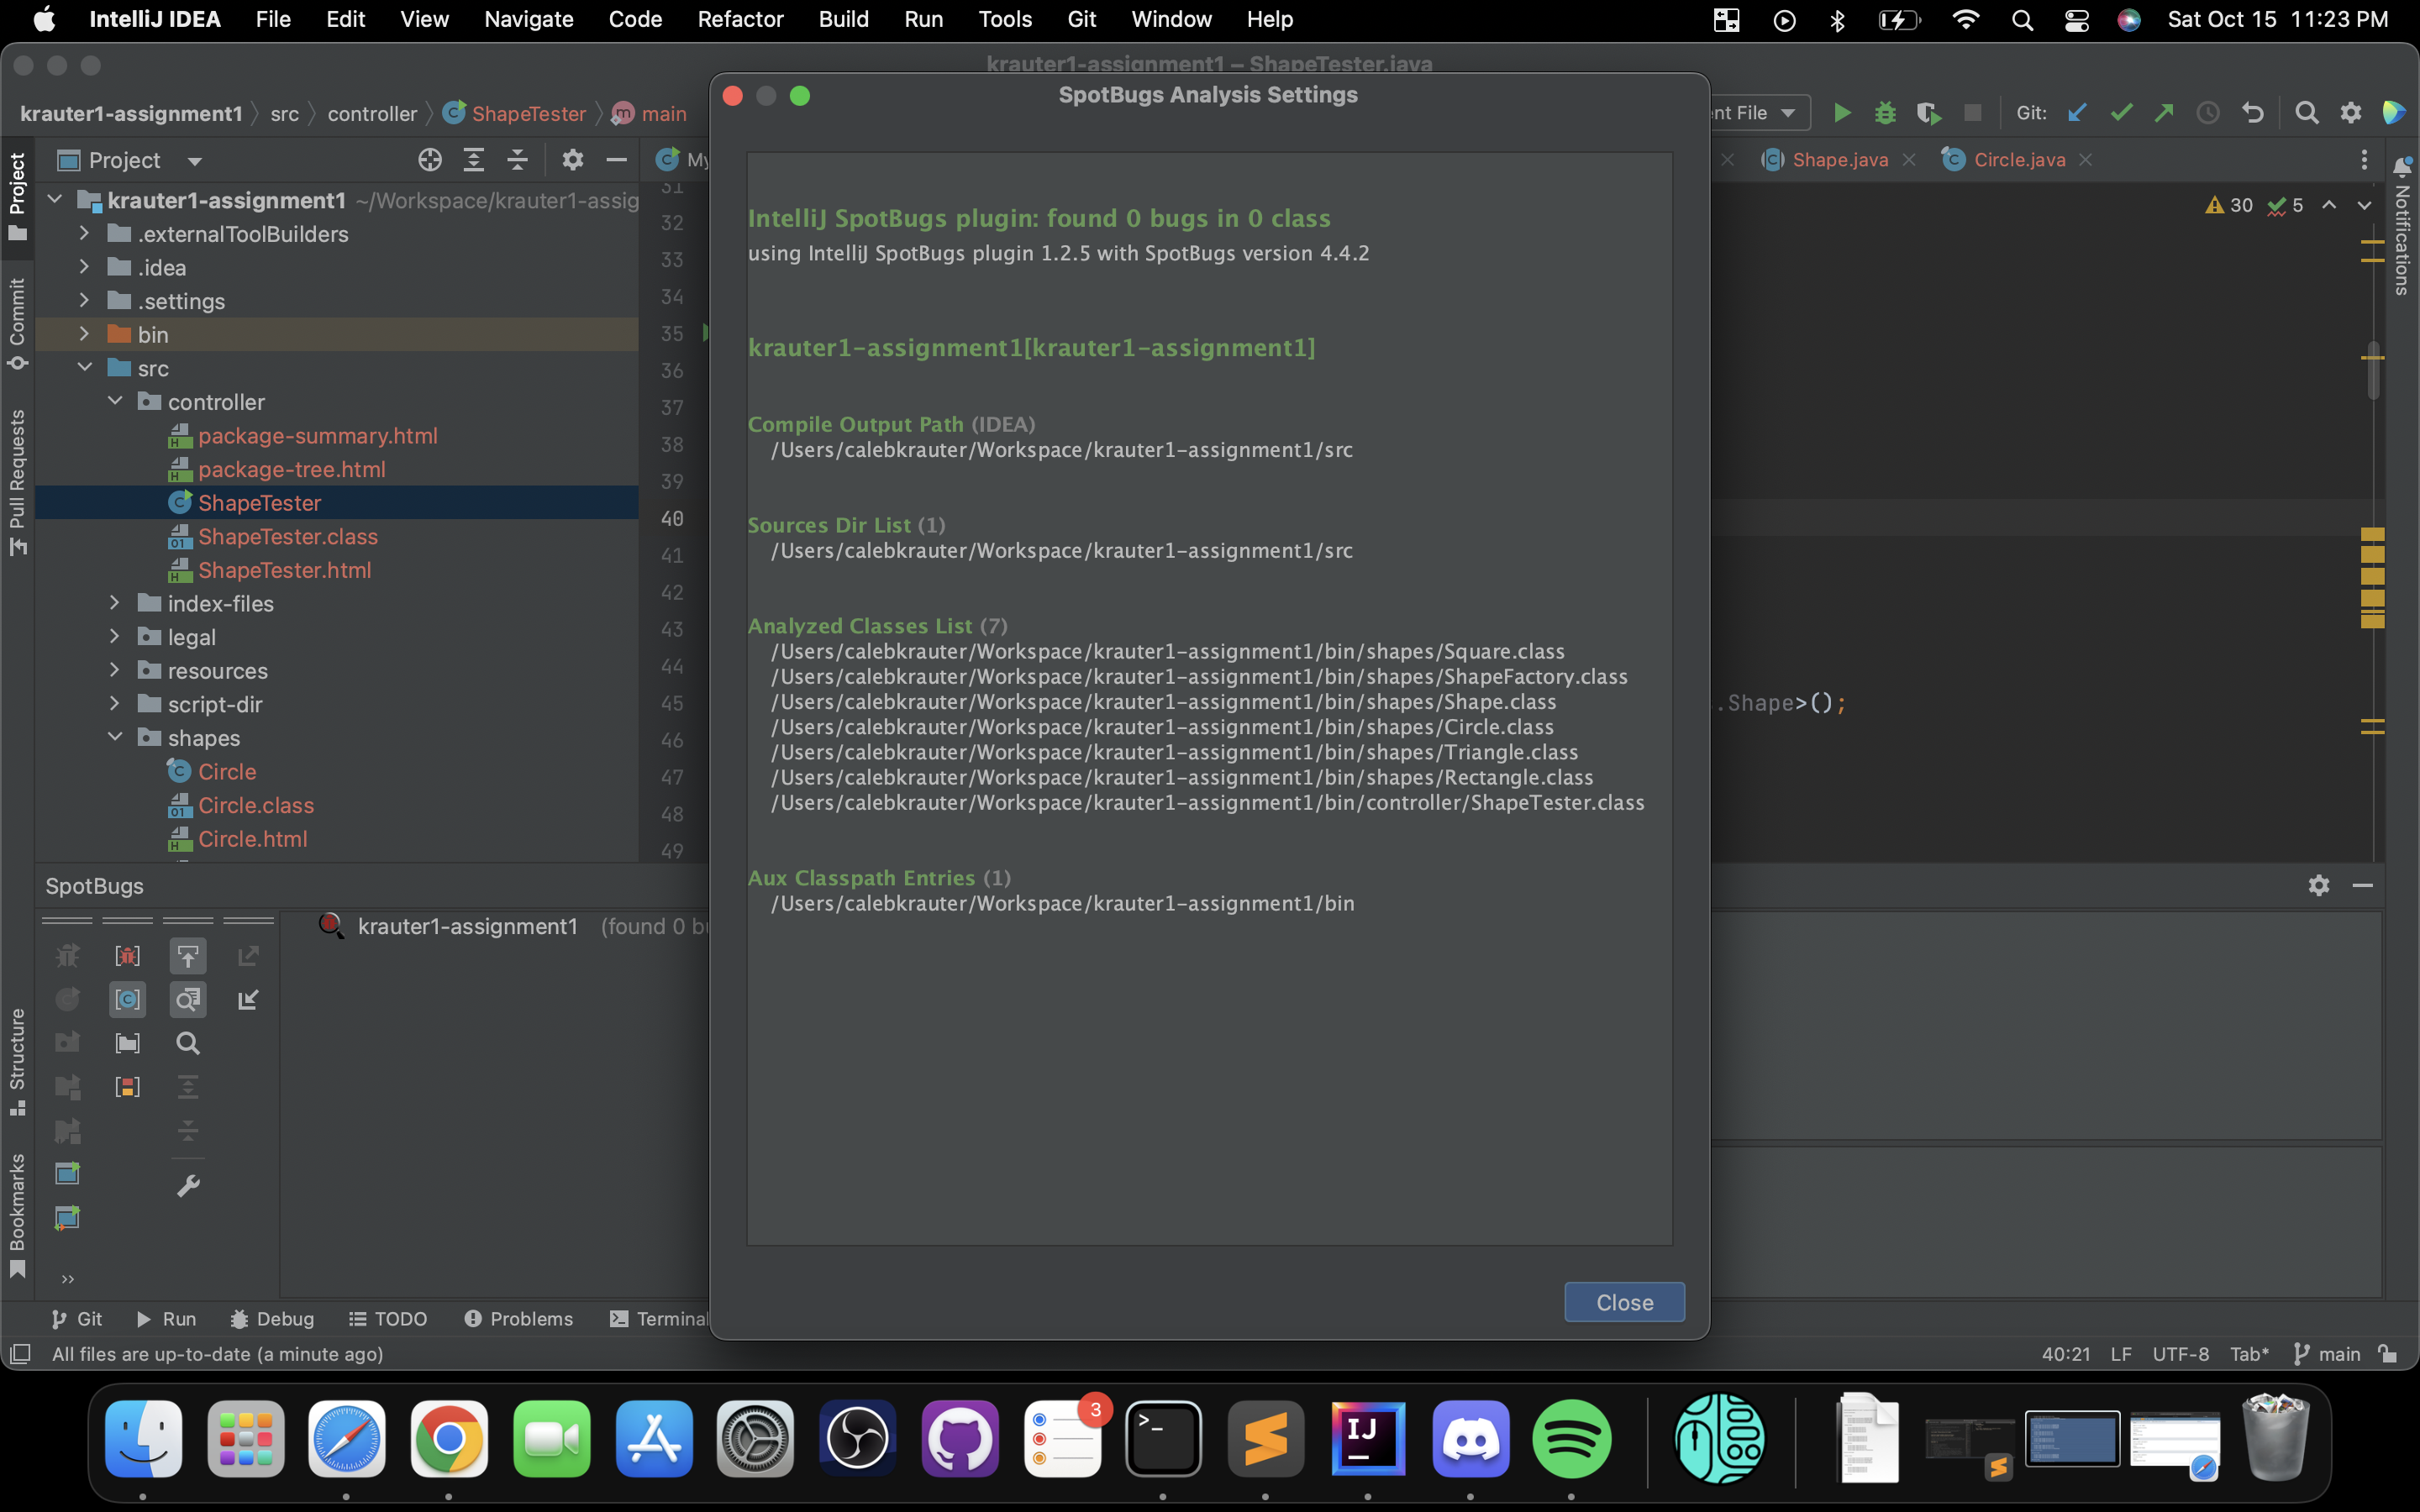 IntelliJ IDEA File Edit View Navigate Code Refactor Build Run Tools Git Window Help Sat Oct 15 11:23 PM
krauter1-assignment1 – ShapeTester.java
krauter1-assignment1 src controller ShapeTester main
SpotBugs Analysis Settings
nt File Git:
Project
My
Shape.java Circle.java
30 5
krauter1-assignment1 ~/Workspace/krauter1-assig
.externalToolBuilders
.idea
.settings
bin
src
controller
package-summary.html
package-tree.html
ShapeTester
ShapeTester.class
ShapeTester.html
index-files
legal
resources
script-dir
shapes
Circle
Circle.class
Circle.html
Project
Commit
Pull Requests
Structure
Bookmarks
Notifications
31
32
33
34
35
36
37
38
39
40
41
42
43
44
45
46
47
48
49
IntelliJ SpotBugs plugin: found 0 bugs in 0 class
using IntelliJ SpotBugs plugin 1.2.5 with SpotBugs version 4.4.2
krauter1-assignment1[krauter1-assignment1]
Compile Output Path (IDEA)
/Users/calebkrauter/Workspace/krauter1-assignment1/src
Sources Dir List (1)
/Users/calebkrauter/Workspace/krauter1-assignment1/src
Analyzed Classes List (7)
/Users/calebkrauter/Workspace/krauter1-assignment1/bin/shapes/Square.class
/Users/calebkrauter/Workspace/krauter1-assignment1/bin/shapes/ShapeFactory.class
/Users/calebkrauter/Workspace/krauter1-assignment1/bin/shapes/Shape.class
/Users/calebkrauter/Workspace/krauter1-assignment1/bin/shapes/Circle.class
/Users/calebkrauter/Workspace/krauter1-assignment1/bin/shapes/Triangle.class
/Users/calebkrauter/Workspace/krauter1-assignment1/bin/shapes/Rectangle.class
/Users/calebkrauter/Workspace/krauter1-assignment1/bin/controller/ShapeTester.class
Aux Classpath Entries (1)
/Users/calebkrauter/Workspace/krauter1-assignment1/bin
Close
.Shape>();
SpotBugs
krauter1-assignment1 (found 0 bu
Git Run Debug TODO Problems Terminal
All files are up-to-date (a minute ago)
40:21 LF UTF-8 Tab* main
3
IJ